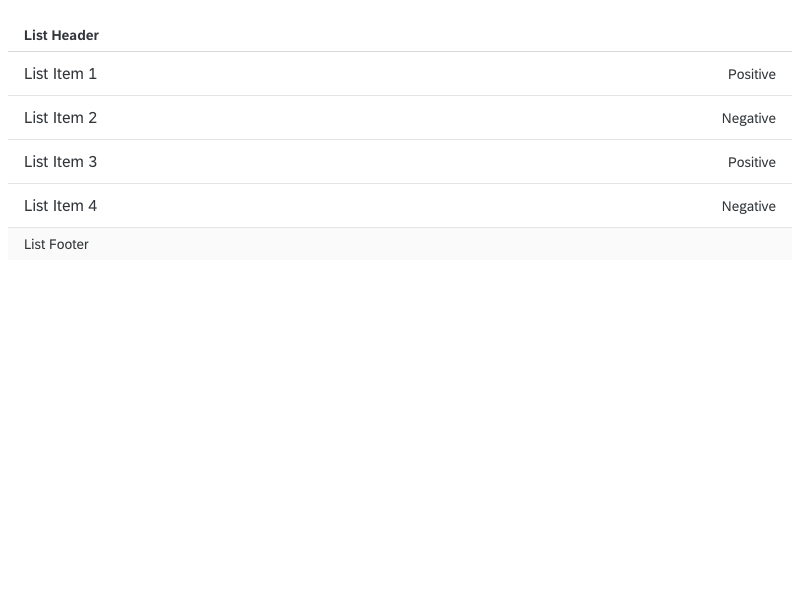 List Header
List Item 1 Positive
List Item 2 Negative
List Item 3 Positive
List Item 4 Negative
List Footer